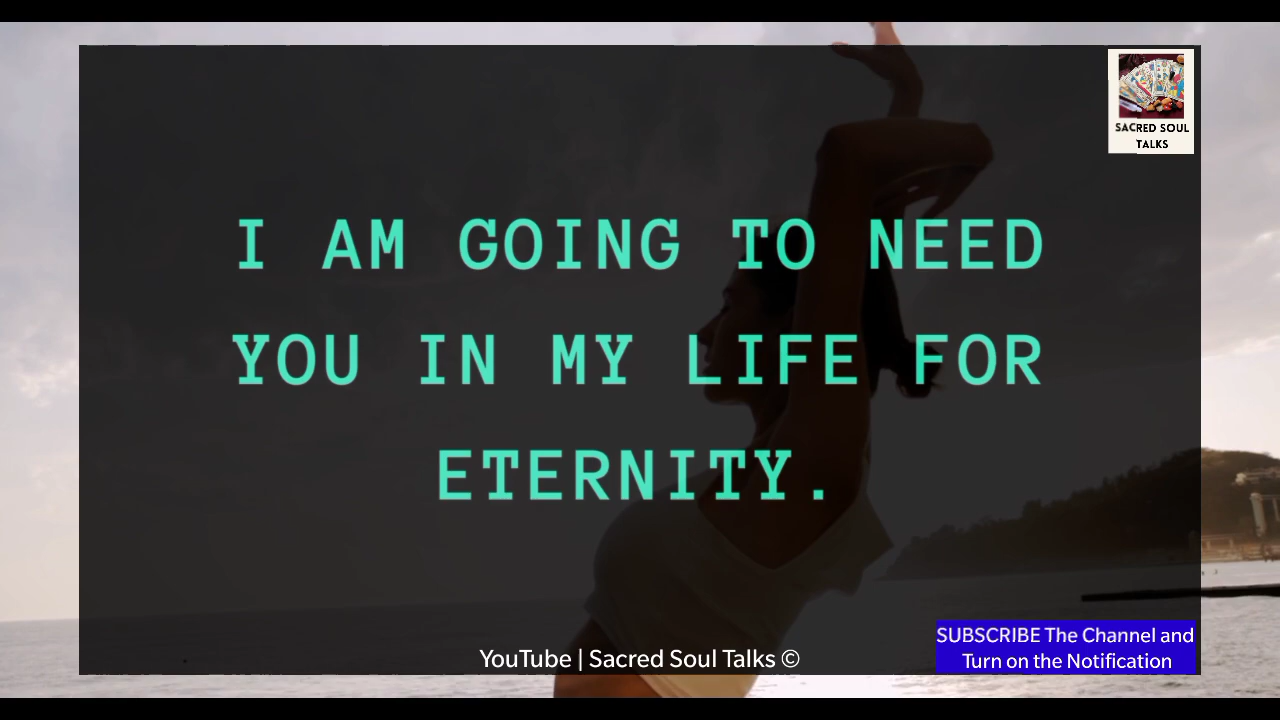 SACRED SOUL
TALKS
I AM GOING TO NEED
YOU IN MY LIFE FOR
ETERNITY.
YouTube | Sacred Soul Talks ©
SUBSCRIBE The Channel and
Turn on the Notification